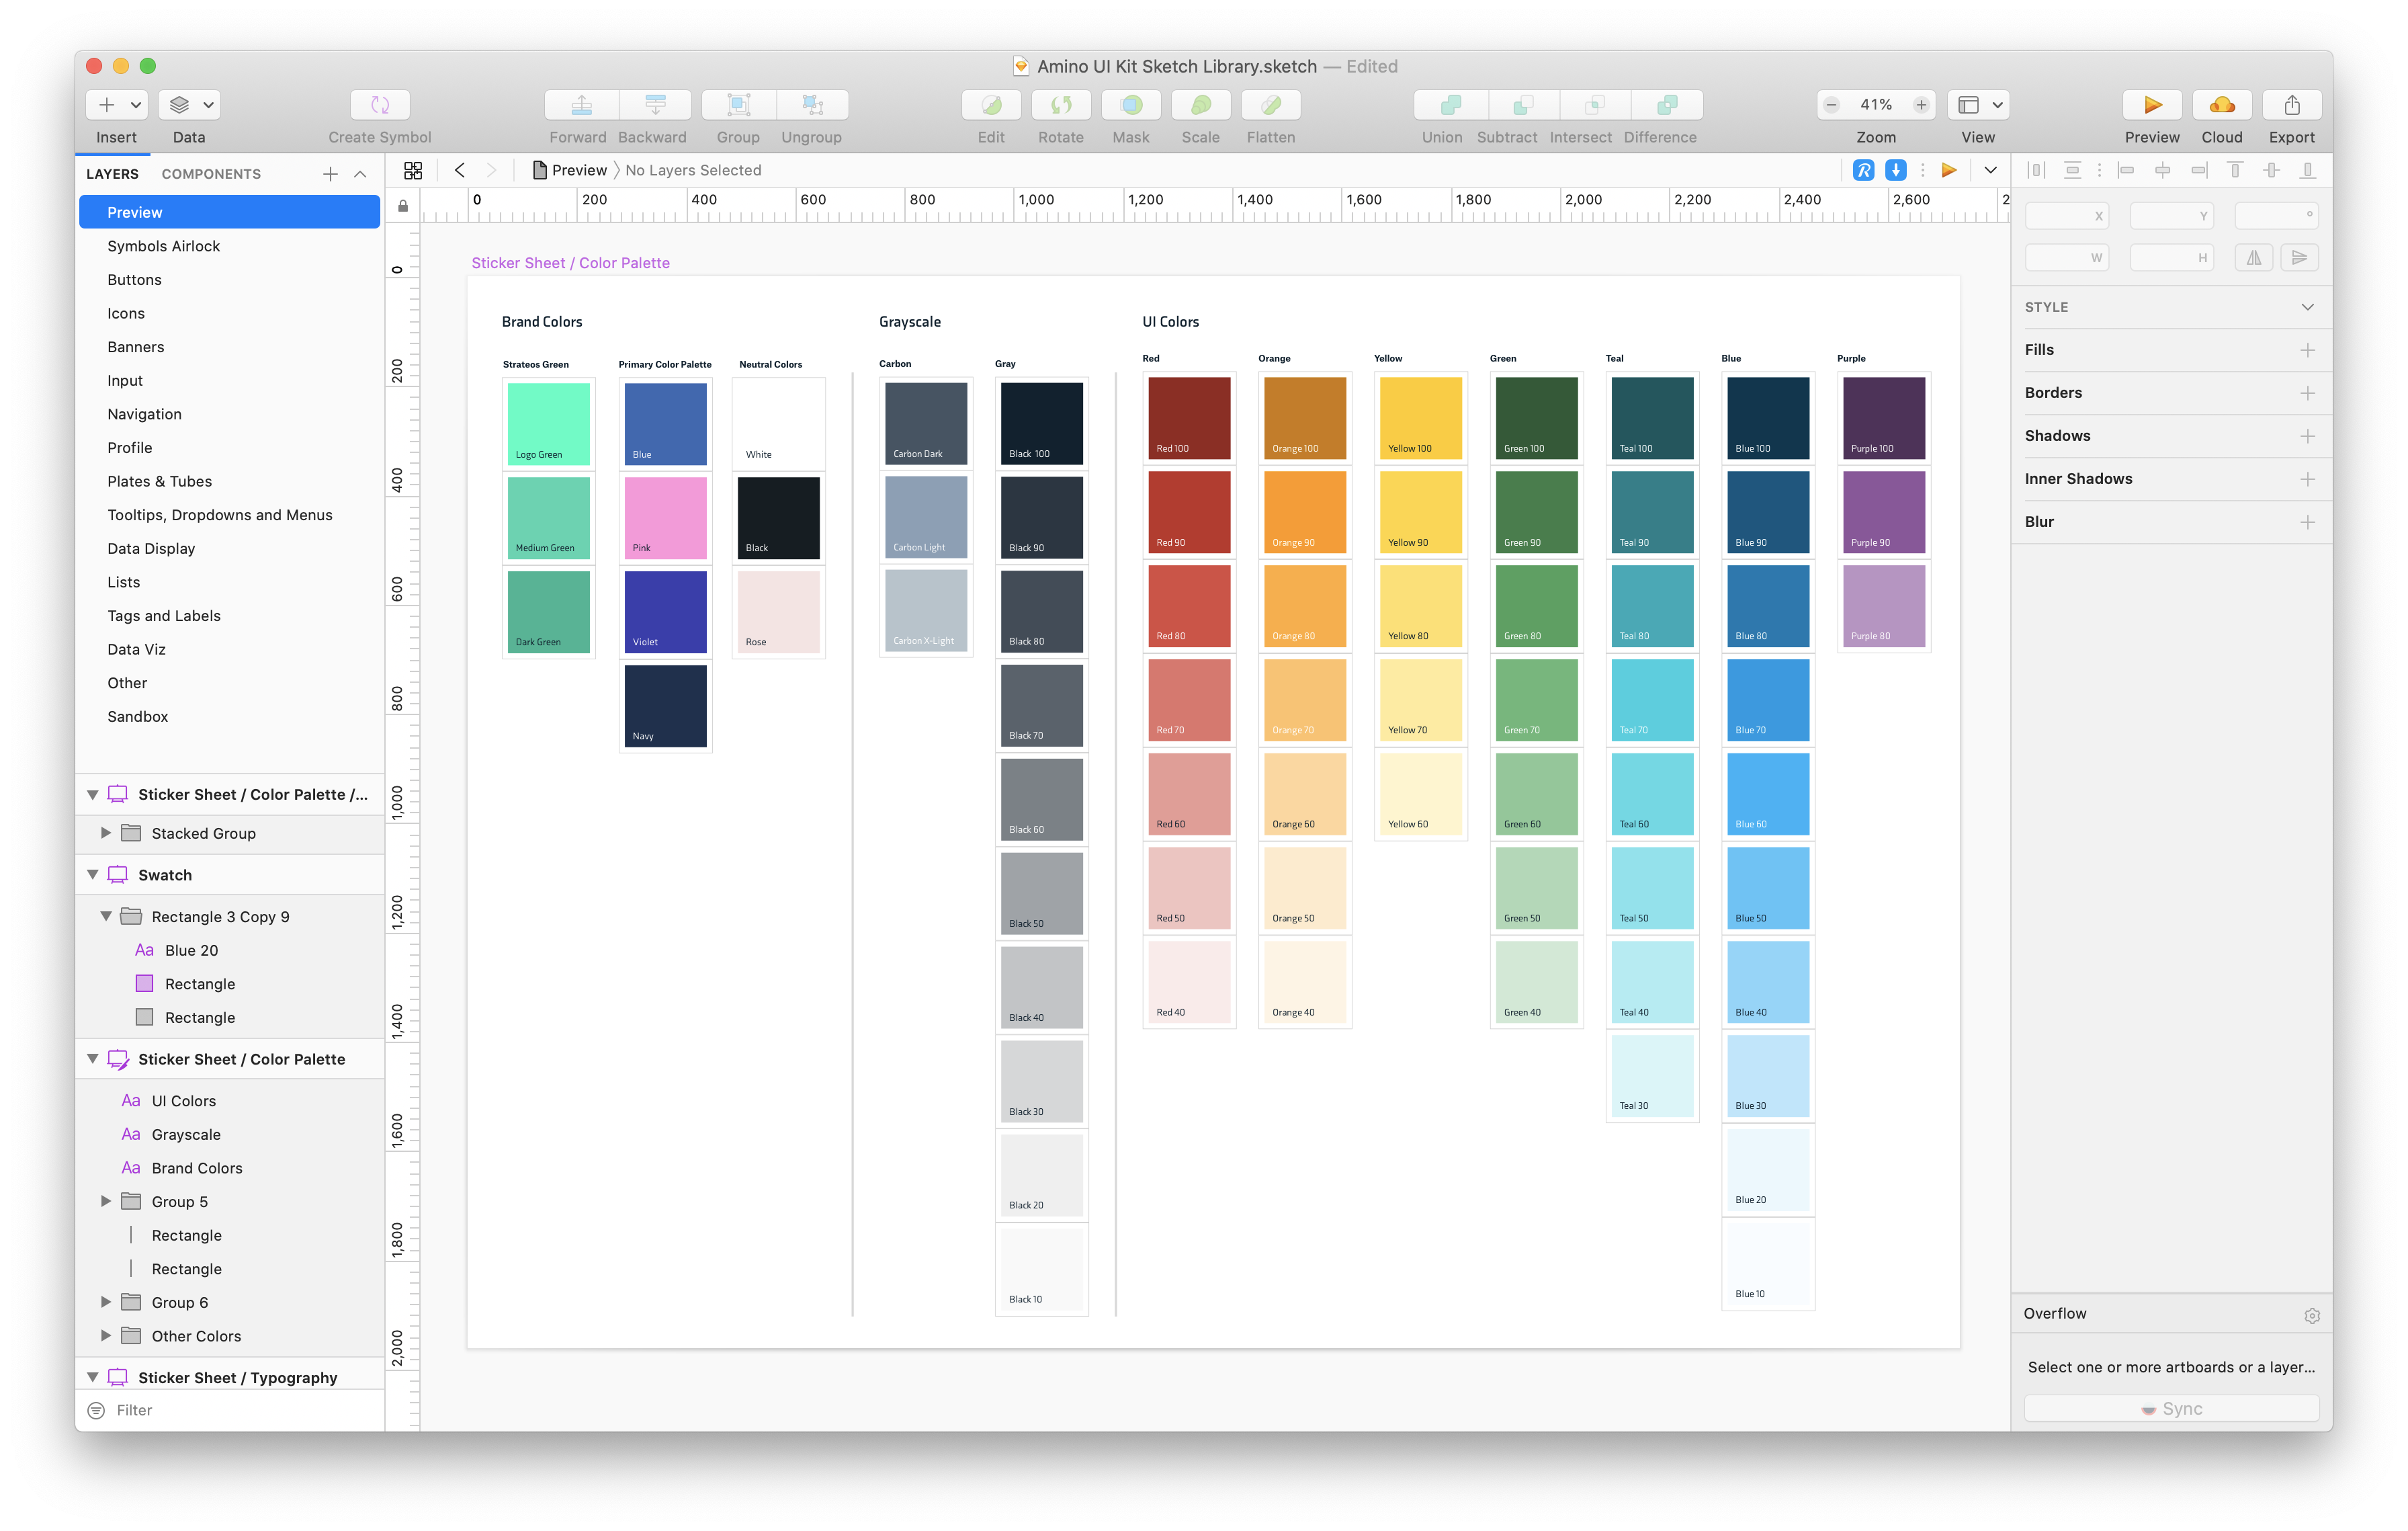 Amino UI Kit Sketch Library.sketch — Edited
41%
Insert Data Create Symbol Forward Backward Group Ungroup Edit Rotate Mask Scale Flatten Union Subtract Intersect Difference Zoom View Preview Cloud Export
LAYERS COMPONENTS
Preview
Symbols Airlock
Buttons
Icons
Banners
Input
Navigation
Profile
Plates & Tubes
Tooltips, Dropdowns and Menus
Data Display
Lists
Tags and Labels
Data Viz
Other
Sandbox
Sticker Sheet / Color Palette /...
Stacked Group
Swatch
Rectangle 3 Copy 9
Aa Blue 20
Rectangle
Rectangle
Sticker Sheet / Color Palette
Aa UI Colors
Aa Grayscale
Aa Brand Colors
Group 5
Rectangle
Rectangle
Group 6
Other Colors
Sticker Sheet / Typography
Filter
Preview 〉 No Layers Selected
0 200 400 600 800 1,000 1,200 1,400 1,600 1,800 2,000 2,200 2,400 2,600 2
0
200
400
600
800
1,000
1,200
1,400
1,600
1,800
2,000
Sticker Sheet / Color Palette
Brand Colors
Strateos Green
Logo Green
Medium Green
Dark Green
Primary Color Palette
Blue
Pink
Violet
Navy
Neutral Colors
White
Black
Rose
Grayscale
Carbon
Carbon Dark
Carbon Light
Carbon X-Light
Gray
Black 100
Black 90
Black 80
Black 70
Black 60
Black 50
Black 40
Black 30
Black 20
Black 10
UI Colors
Red
Red 100
Red 90
Red 80
Red 70
Red 60
Red 50
Red 40
Orange
Orange 100
Orange 90
Orange 80
Orange 70
Orange 60
Orange 50
Orange 40
Yellow
Yellow 100
Yellow 90
Yellow 80
Yellow 70
Yellow 60
Green
Green 100
Green 90
Green 80
Green 70
Green 60
Green 50
Green 40
Teal
Teal 100
Teal 90
Teal 80
Teal 70
Teal 60
Teal 50
Teal 40
Teal 30
Blue
Blue 100
Blue 90
Blue 80
Blue 70
Blue 60
Blue 50
Blue 40
Blue 30
Blue 20
Blue 10
Purple
Purple 100
Purple 90
Purple 80
X Y °
W H
STYLE
Fills
Borders
Shadows
Inner Shadows
Blur
Overflow
Select one or more artboards or a layer...
Sync